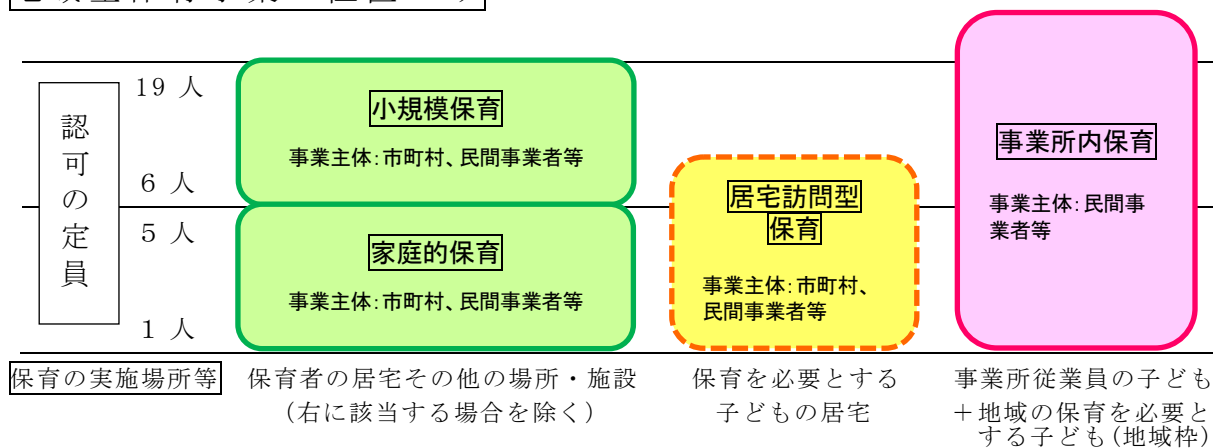 19 人
認可の定員
6 人
5 人
1 人
小規模保育
事業主体：市町村、民間事業者等
家庭的保育
事業主体：市町村、民間事業者等
居宅訪問型
保育
事業主体：市町村、
民間事業者等
事業所内保育
事業主体：民間事
業者等
保育の実施場所等
保育者の居宅その他の場所・施設
（右に該当する場合を除く）
保育を必要とする
子どもの居宅
事業所従業員の子ども
＋地域の保育を必要と
する子ども（地域枠）